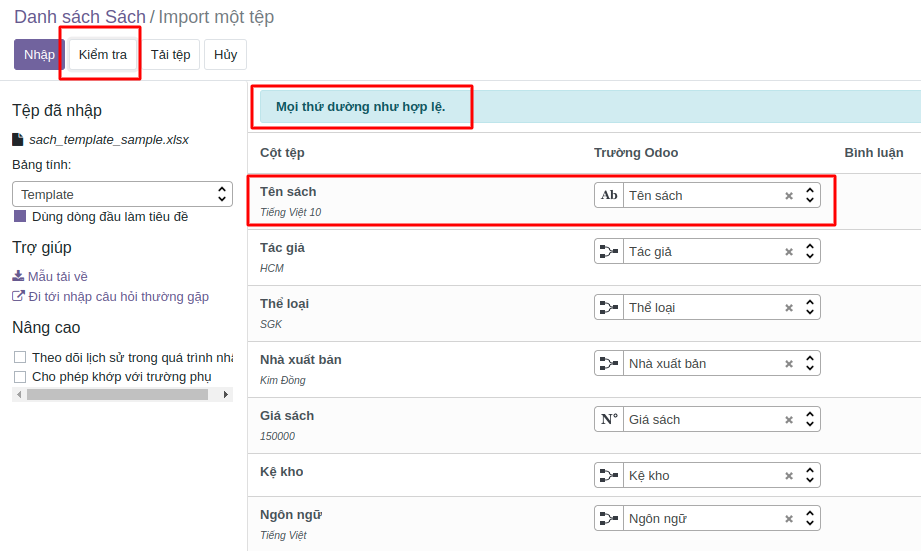 Danh sách Sách / Import một tệp
Nhập Kiểm tra Tải tệp Hủy
Tệp đã nhập
sach_template_sample.xlsx
Bảng tính:
Template
Dùng dòng đầu làm tiêu đề
Trợ giúp
Mẫu tải về
Đi tới nhập câu hỏi thường gặp
Nâng cao
Theo dõi lịch sử trong quá trình nhậ
Cho phép khớp với trường phụ
Mọi thứ dường như hợp lệ.
Cột tệp Trường Odoo Bình luận
Tên sách Ab Tên sách
Tiếng Việt 10
Tác giả Tác giả
HCM
Thể loại Thể loại
SGK
Nhà xuất bản Nhà xuất bản
Kim Đồng
Giá sách N° Giá sách
150000
Kệ kho Kệ kho
Ngôn ngữ Ngôn ngữ
Tiếng Việt